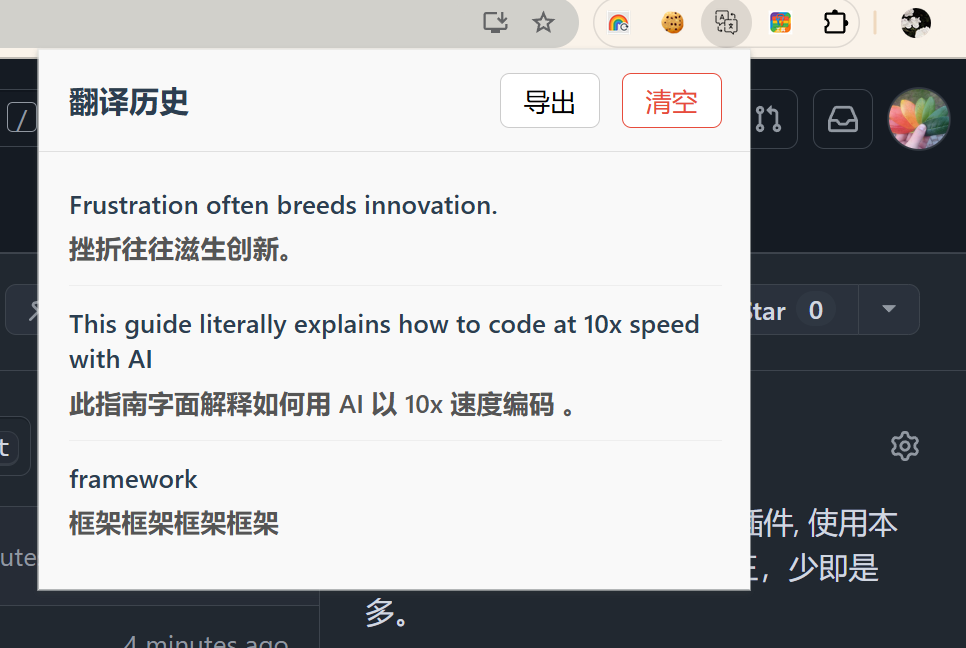 翻译历史
导出
清空
/
Frustration often breeds innovation.
挫折往往滋生创新。
This guide literally explains how to code at 10x speed
with AI
此指南字面解释如何用 AI 以 10x 速度编码 。
framework
框架框架框架框架
Star 0
插件, 使用本
，少即是
多。
4 minutes ago